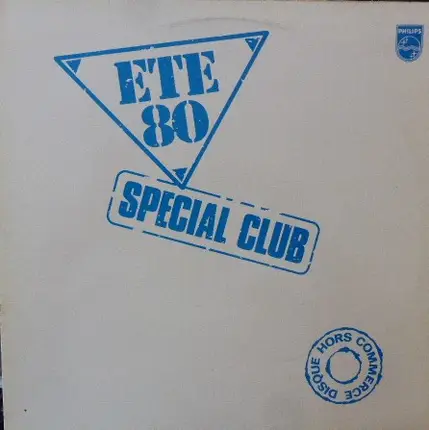 PHILIPS
ETE
80
SPECIAL CLUB
DISQUE HORS COMMERCE